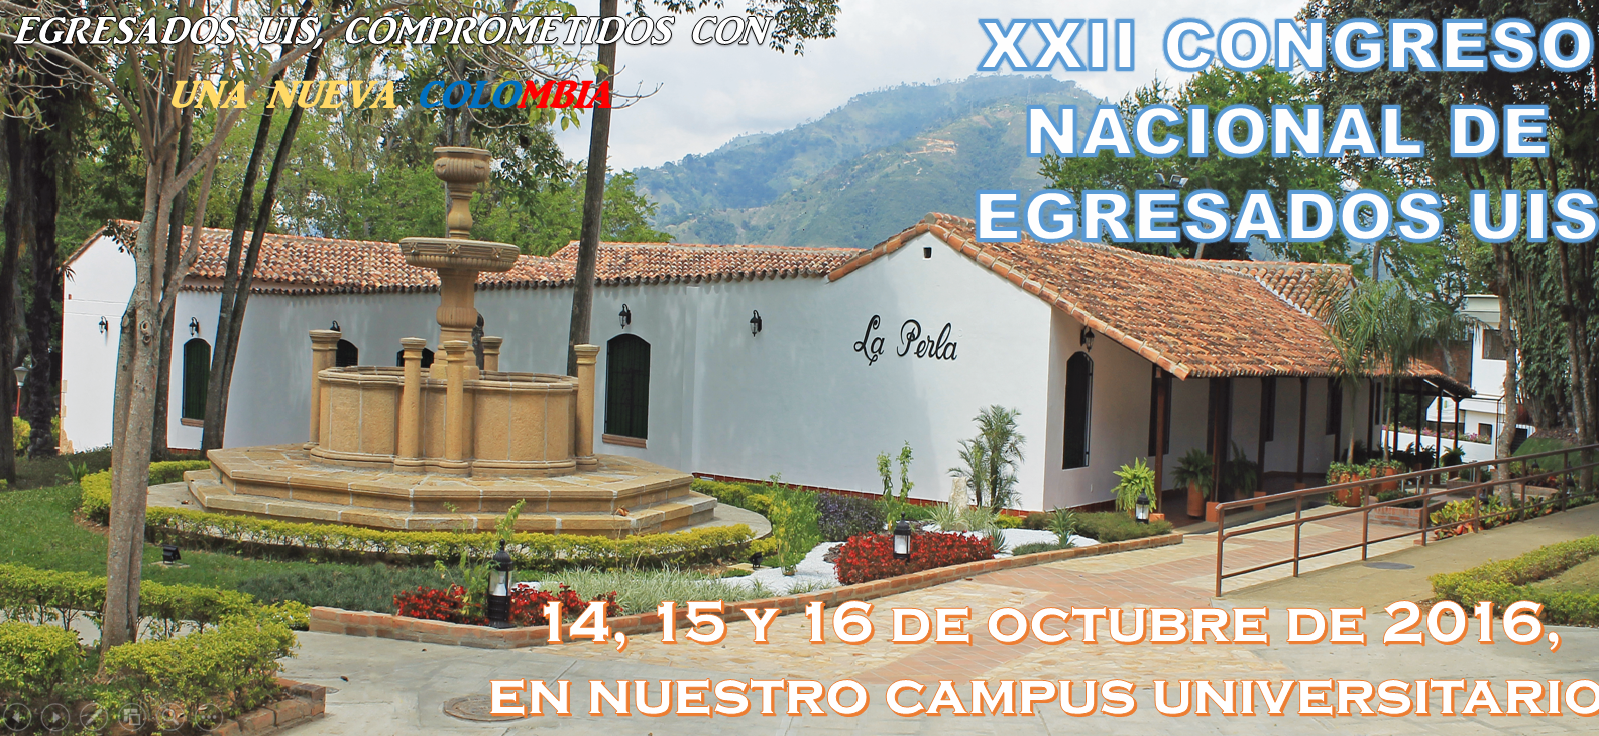 EGRESADOS UIS, COMPROMETIDOS CON
UNA NUEVA COLOMBIA
XXII CONGRESO
NACIONAL DE
EGRESADOS UIS
La Perla
14, 15 Y 16 DE OCTUBRE DE 2016,
EN NUESTRO CAMPUS UNIVERSITARIO